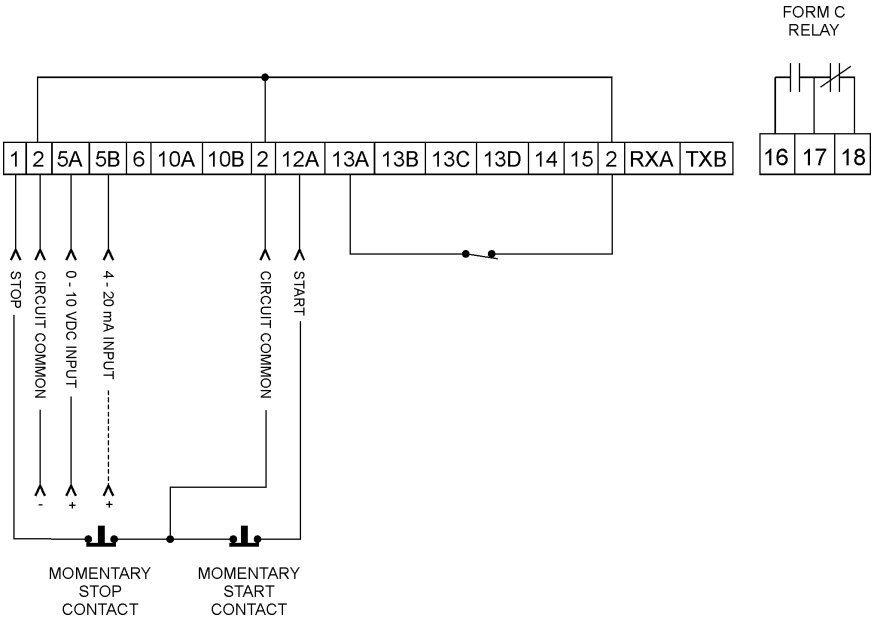 FORM C
RELAY
1 2 5A 5B 6 10A 10B 2 12A 13A 13B 13C 13D 14 15 2 RXA TXB
16 17 18
STOP
CIRCUIT COMMON
0 - 10 VDC INPUT
4 - 20 mA INPUT
CIRCUIT COMMON
START
- + +
MOMENTARY
STOP
CONTACT
MOMENTARY
START
CONTACT